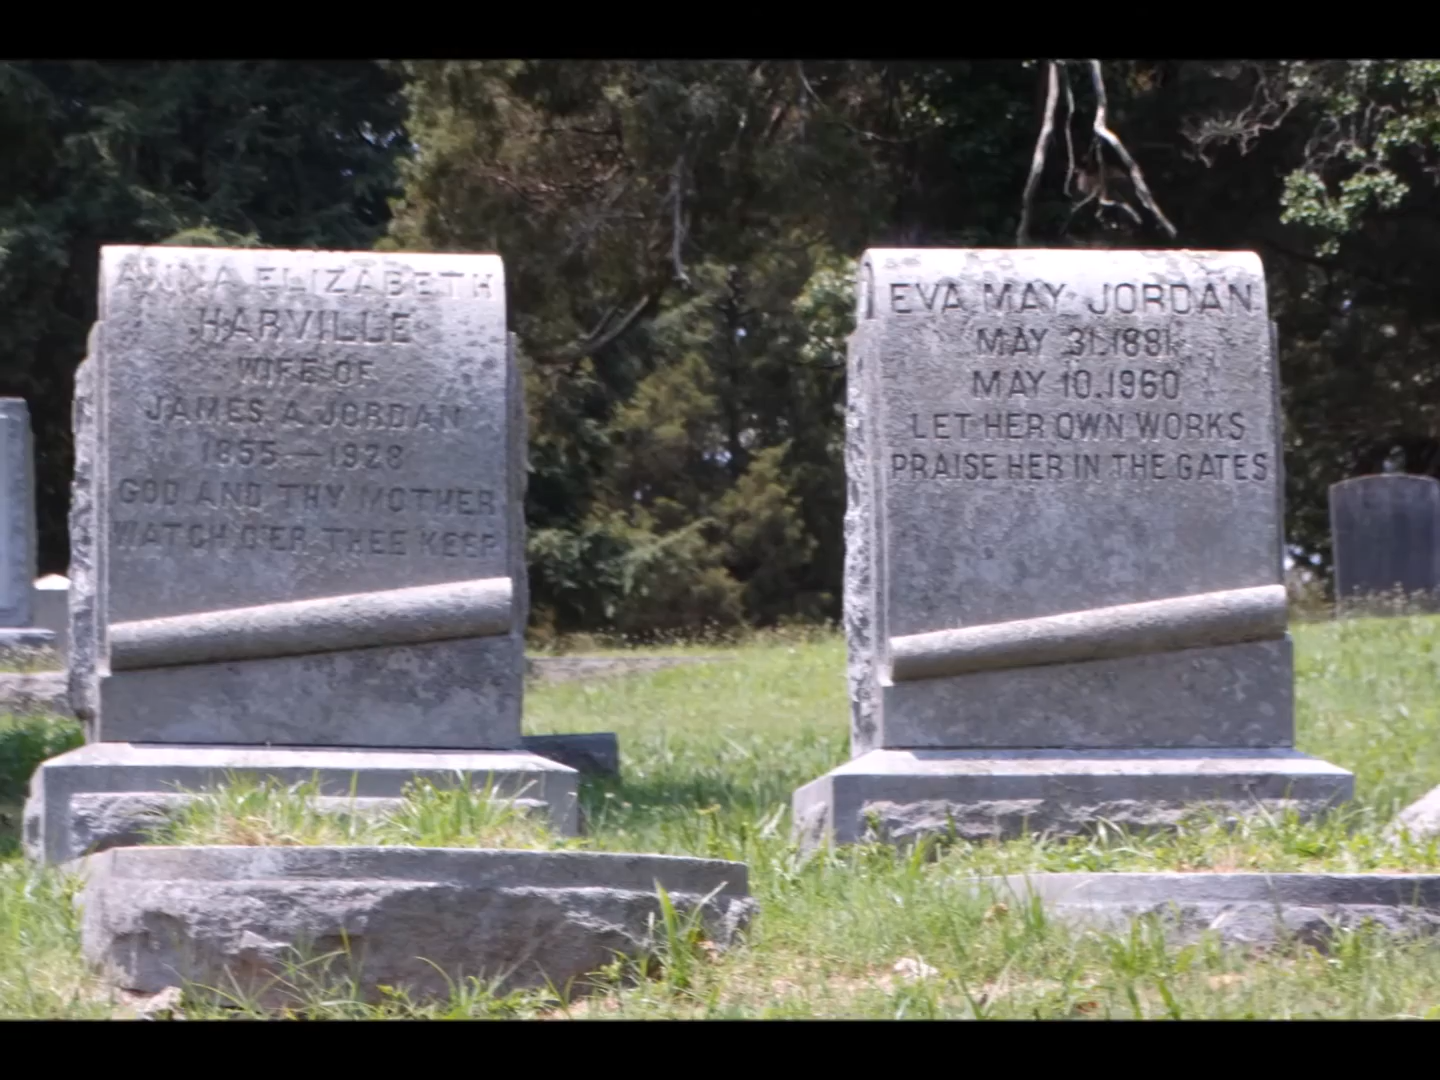 ANNA ELIZABETH
HARVILLE
WIFE OF
JAMES A. JORDAN
1855—1928
GOD AND THY MOTHER
WATCH O'ER THEE KEEP
EVA MAY JORDAN
MAY 31.1881
MAY 10.1960
LET HER OWN WORKS
PRAISE HER IN THE GATES